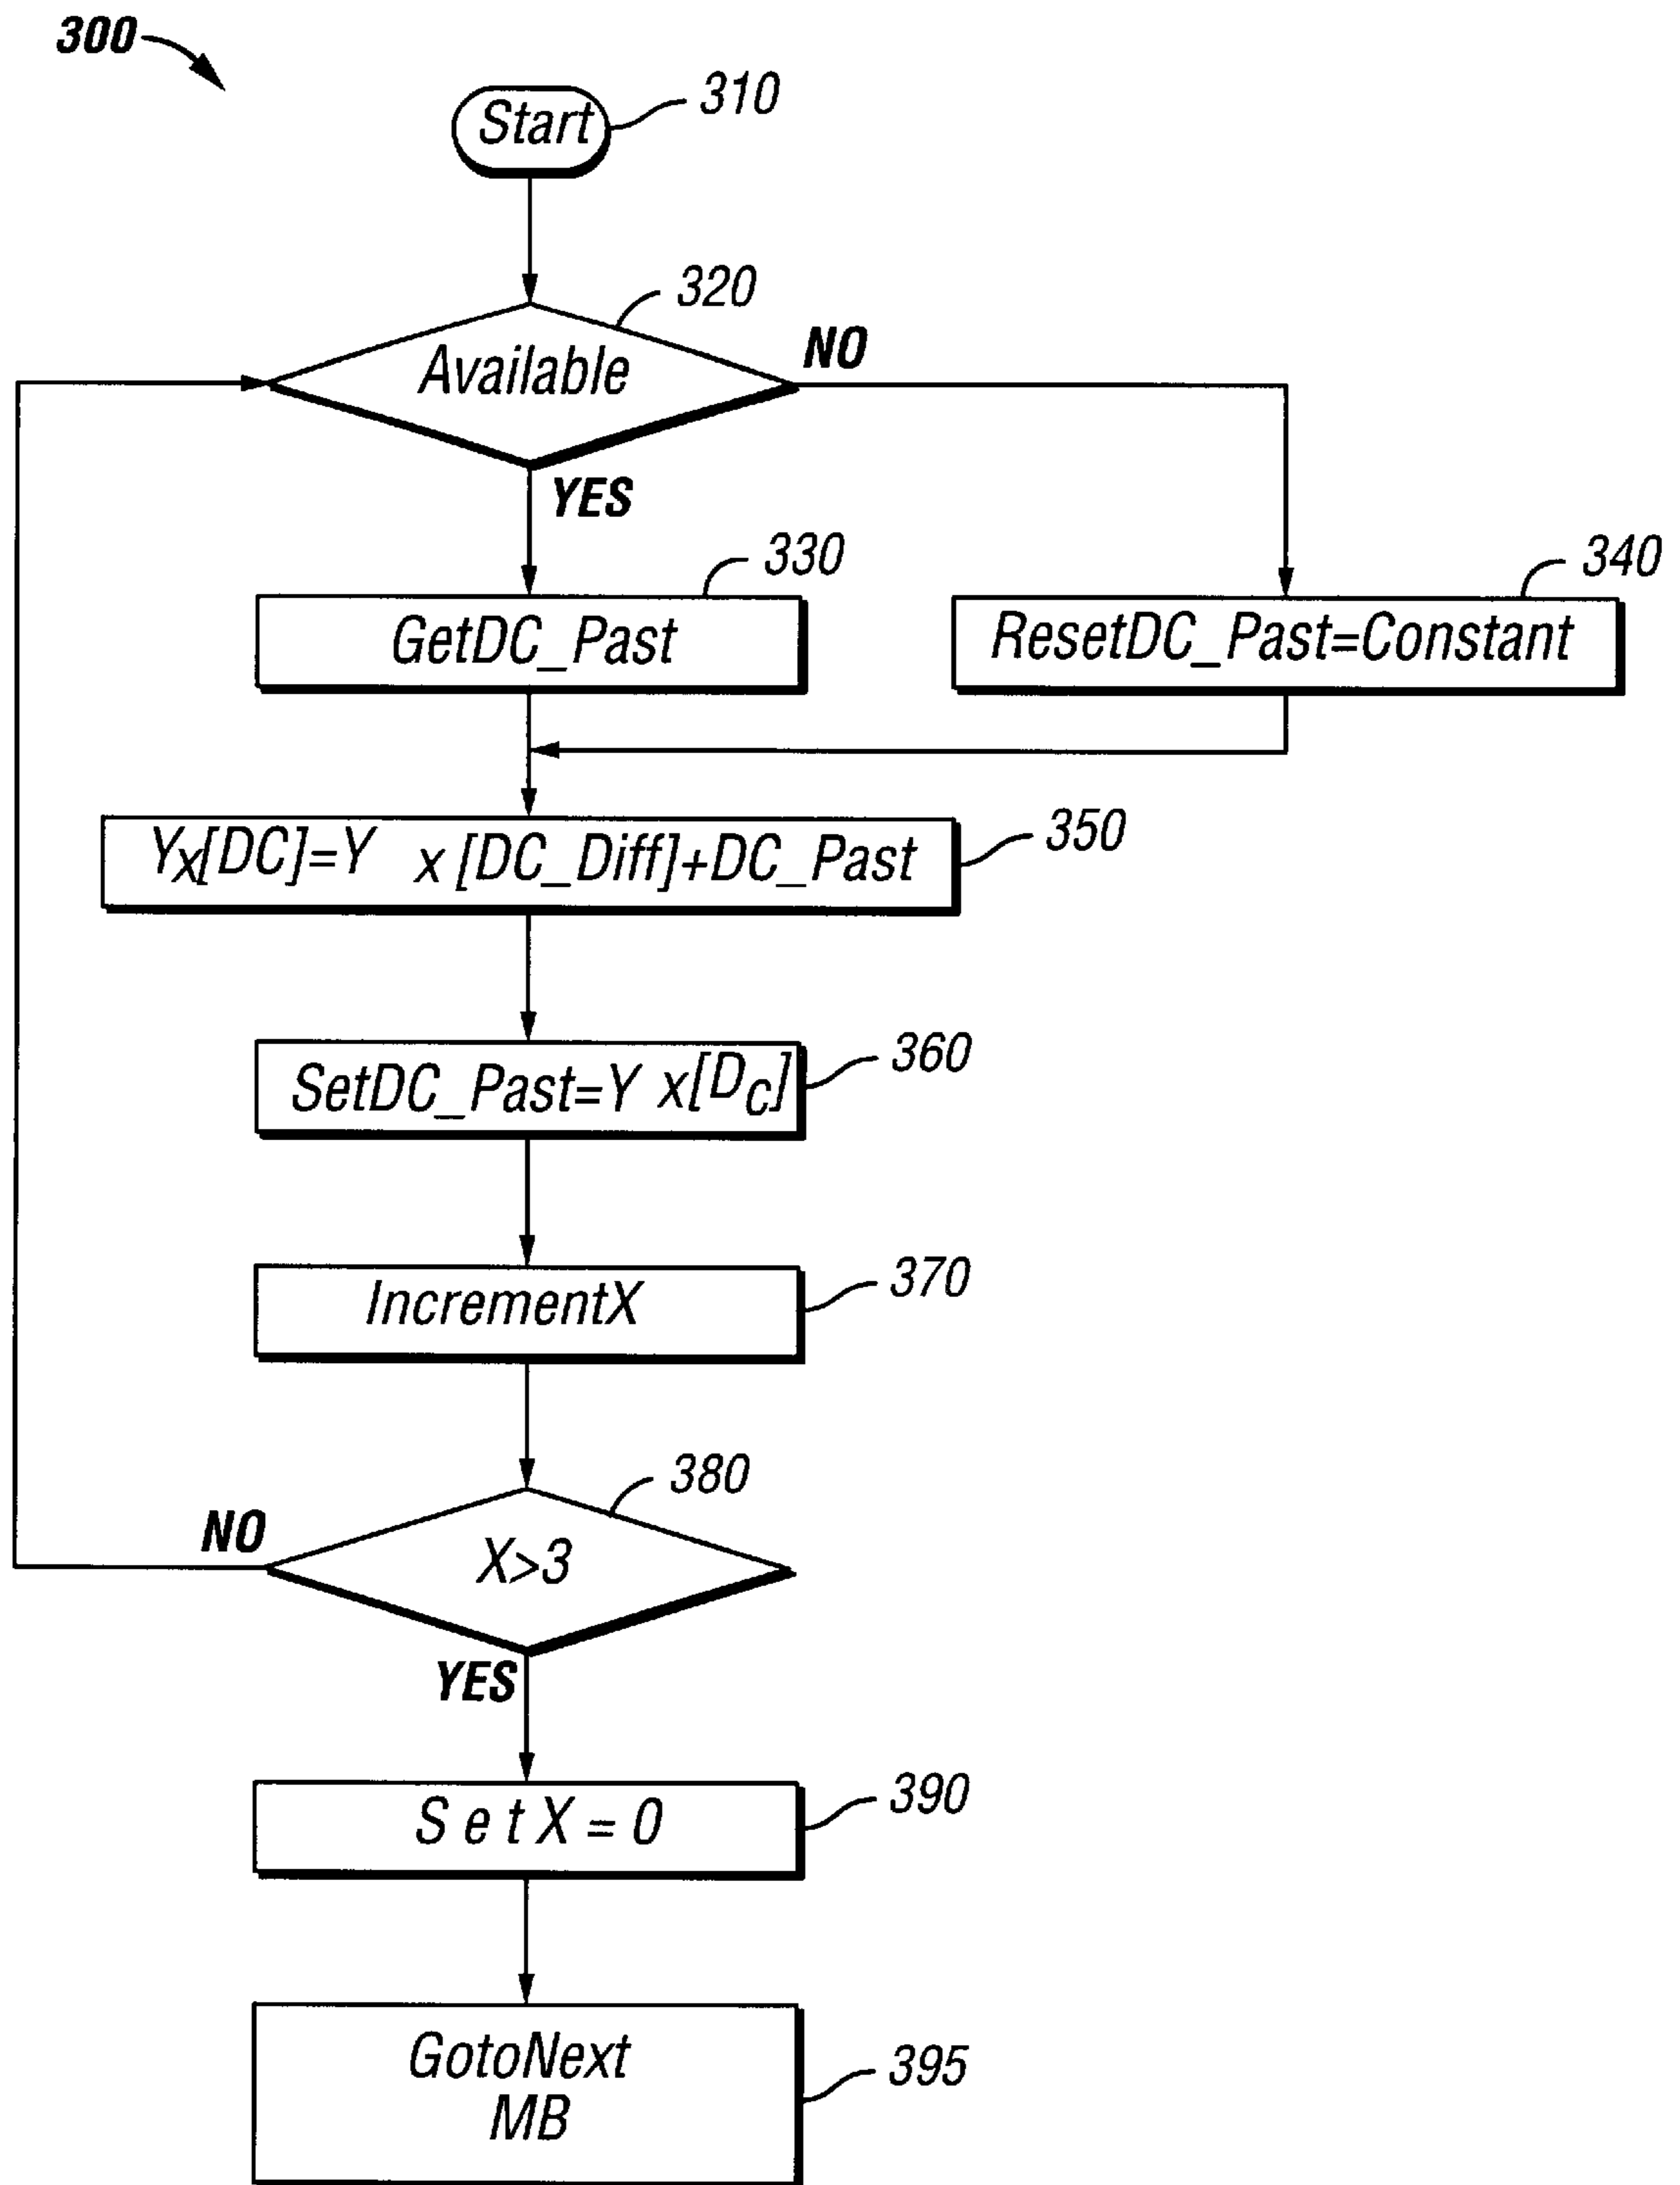 300
Start
310
320
Available
NO
YES
330
340
GetDC_Past
ResetDC_Past=Constant
350
Yx[DC]=Y x [DC_Diff]+DC_Past
360
SetDC_Past=Y x[Dc]
370
IncrementX
380
NO
X>3
YES
390
S e t X = 0
GotoNext
395
MB